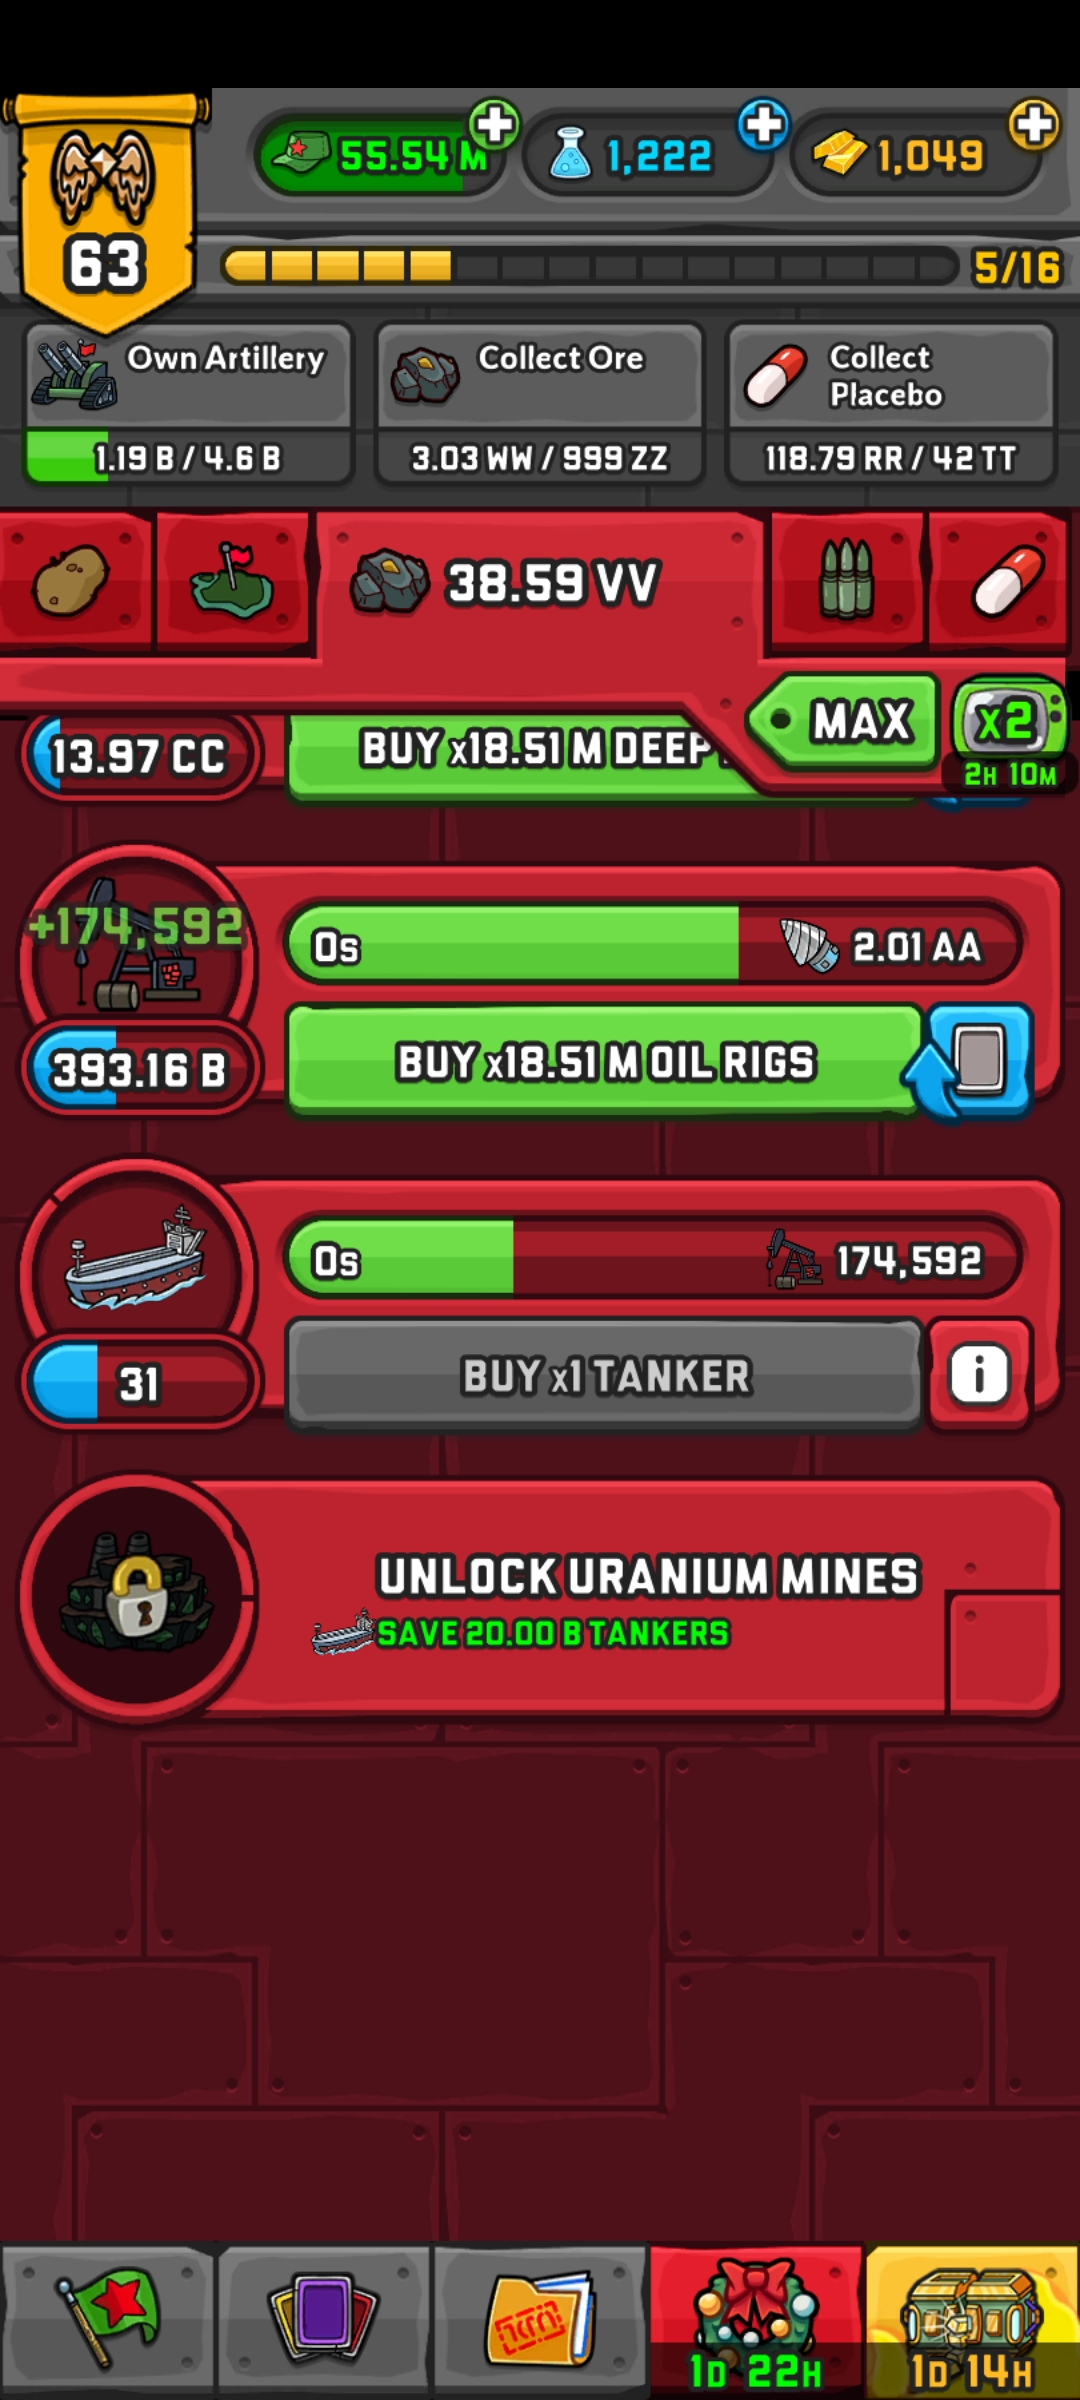 55.54 M
1,222
1,049
63
5/16
Own Artillery
1.19 B / 4.6 B
Collect Ore
3.03 WW / 999 ZZ
Collect
Placebo
118.79 RR / 42 TT
38.59 VV
MAX
x2
2H 10M
13.97 CC
BUY x18.51 M DEEP
+174,592
0s
2.01 AA
393.16 B
BUY x18.51 M OIL RIGS
0s
174,592
31
BUY x1 TANKER
i
UNLOCK URANIUM MINES
SAVE 20.00 B TANKERS
1D 22H
1D 14H